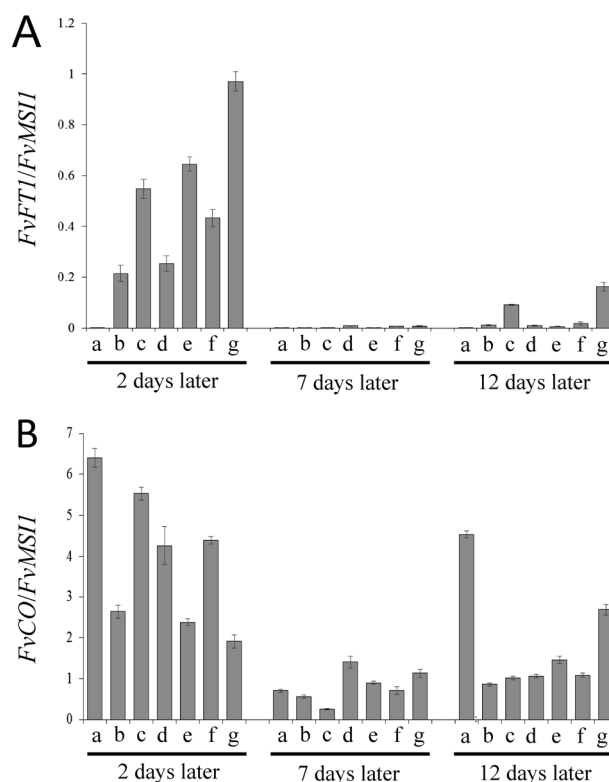 A
FvFT1/FvMSI1
1.2
1
0.8
0.6
0.4
0.2
0
a b c d e f g a b c d e f g a b c d e f g
2 days later 7 days later 12 days later
B
FvCO/FvMSI1
7
6
5
4
3
2
1
0
a b c d e f g a b c d e f g a b c d e f g
2 days later 7 days later 12 days later